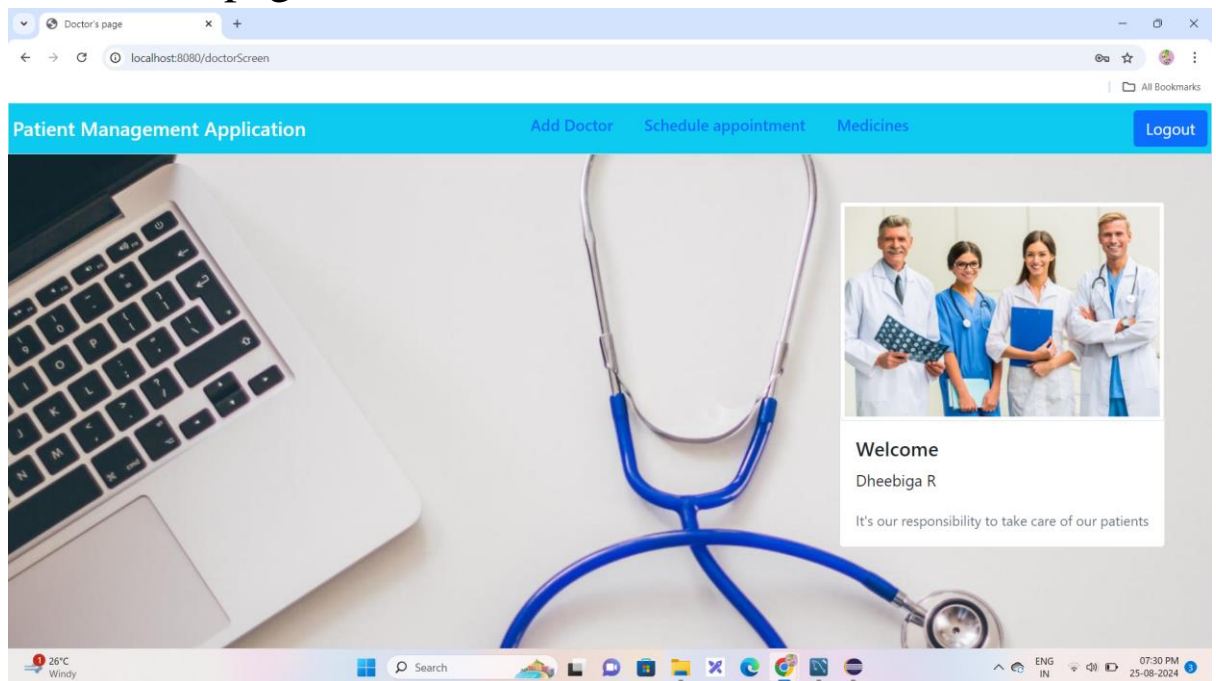 Doctor's page
localhost:8080/doctorScreen
All Bookmarks
Patient Management Application
Add Doctor
Schedule appointment
Medicines
Logout
Welcome
Dheebiga R
It's our responsibility to take care of our patients
1
26°C
Windy
Search
ENG
IN
07:30 PM
25-08-2024
3